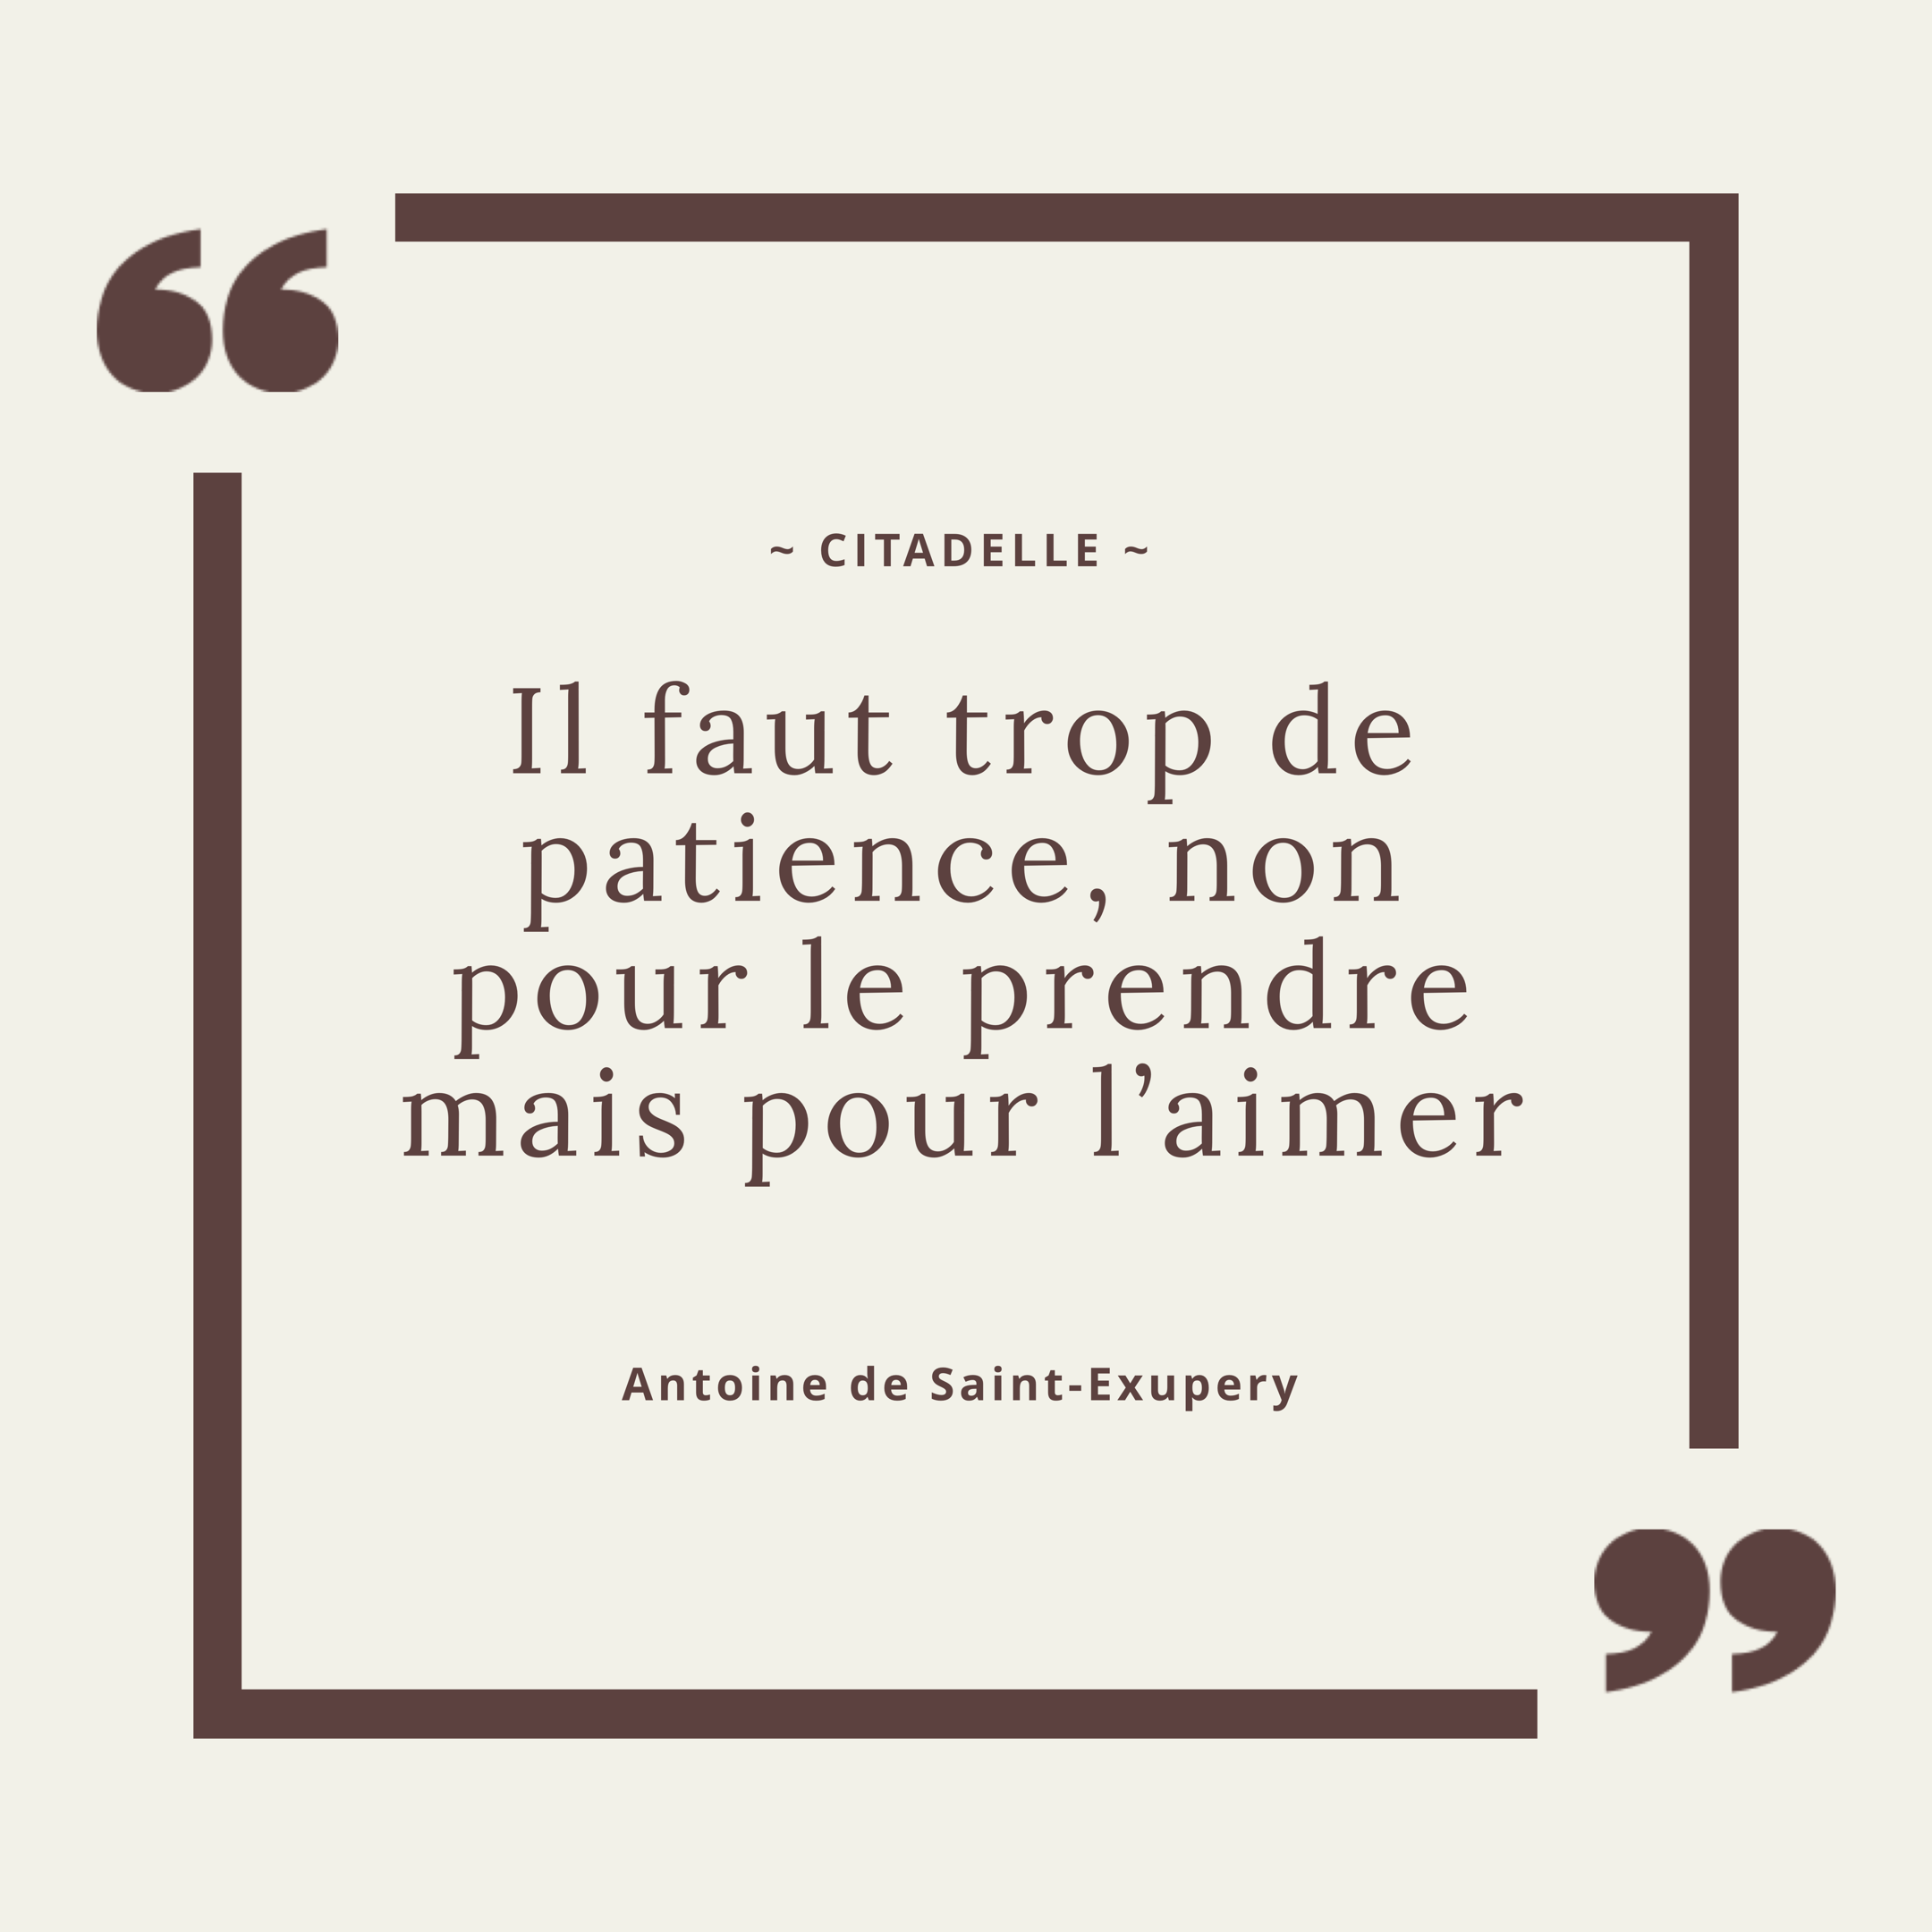 “
~ CITADELLE ~
Il faut trop de
patience, non
pour le prendre
mais pour l’aimer
Antoine de Saint-Exupery
”